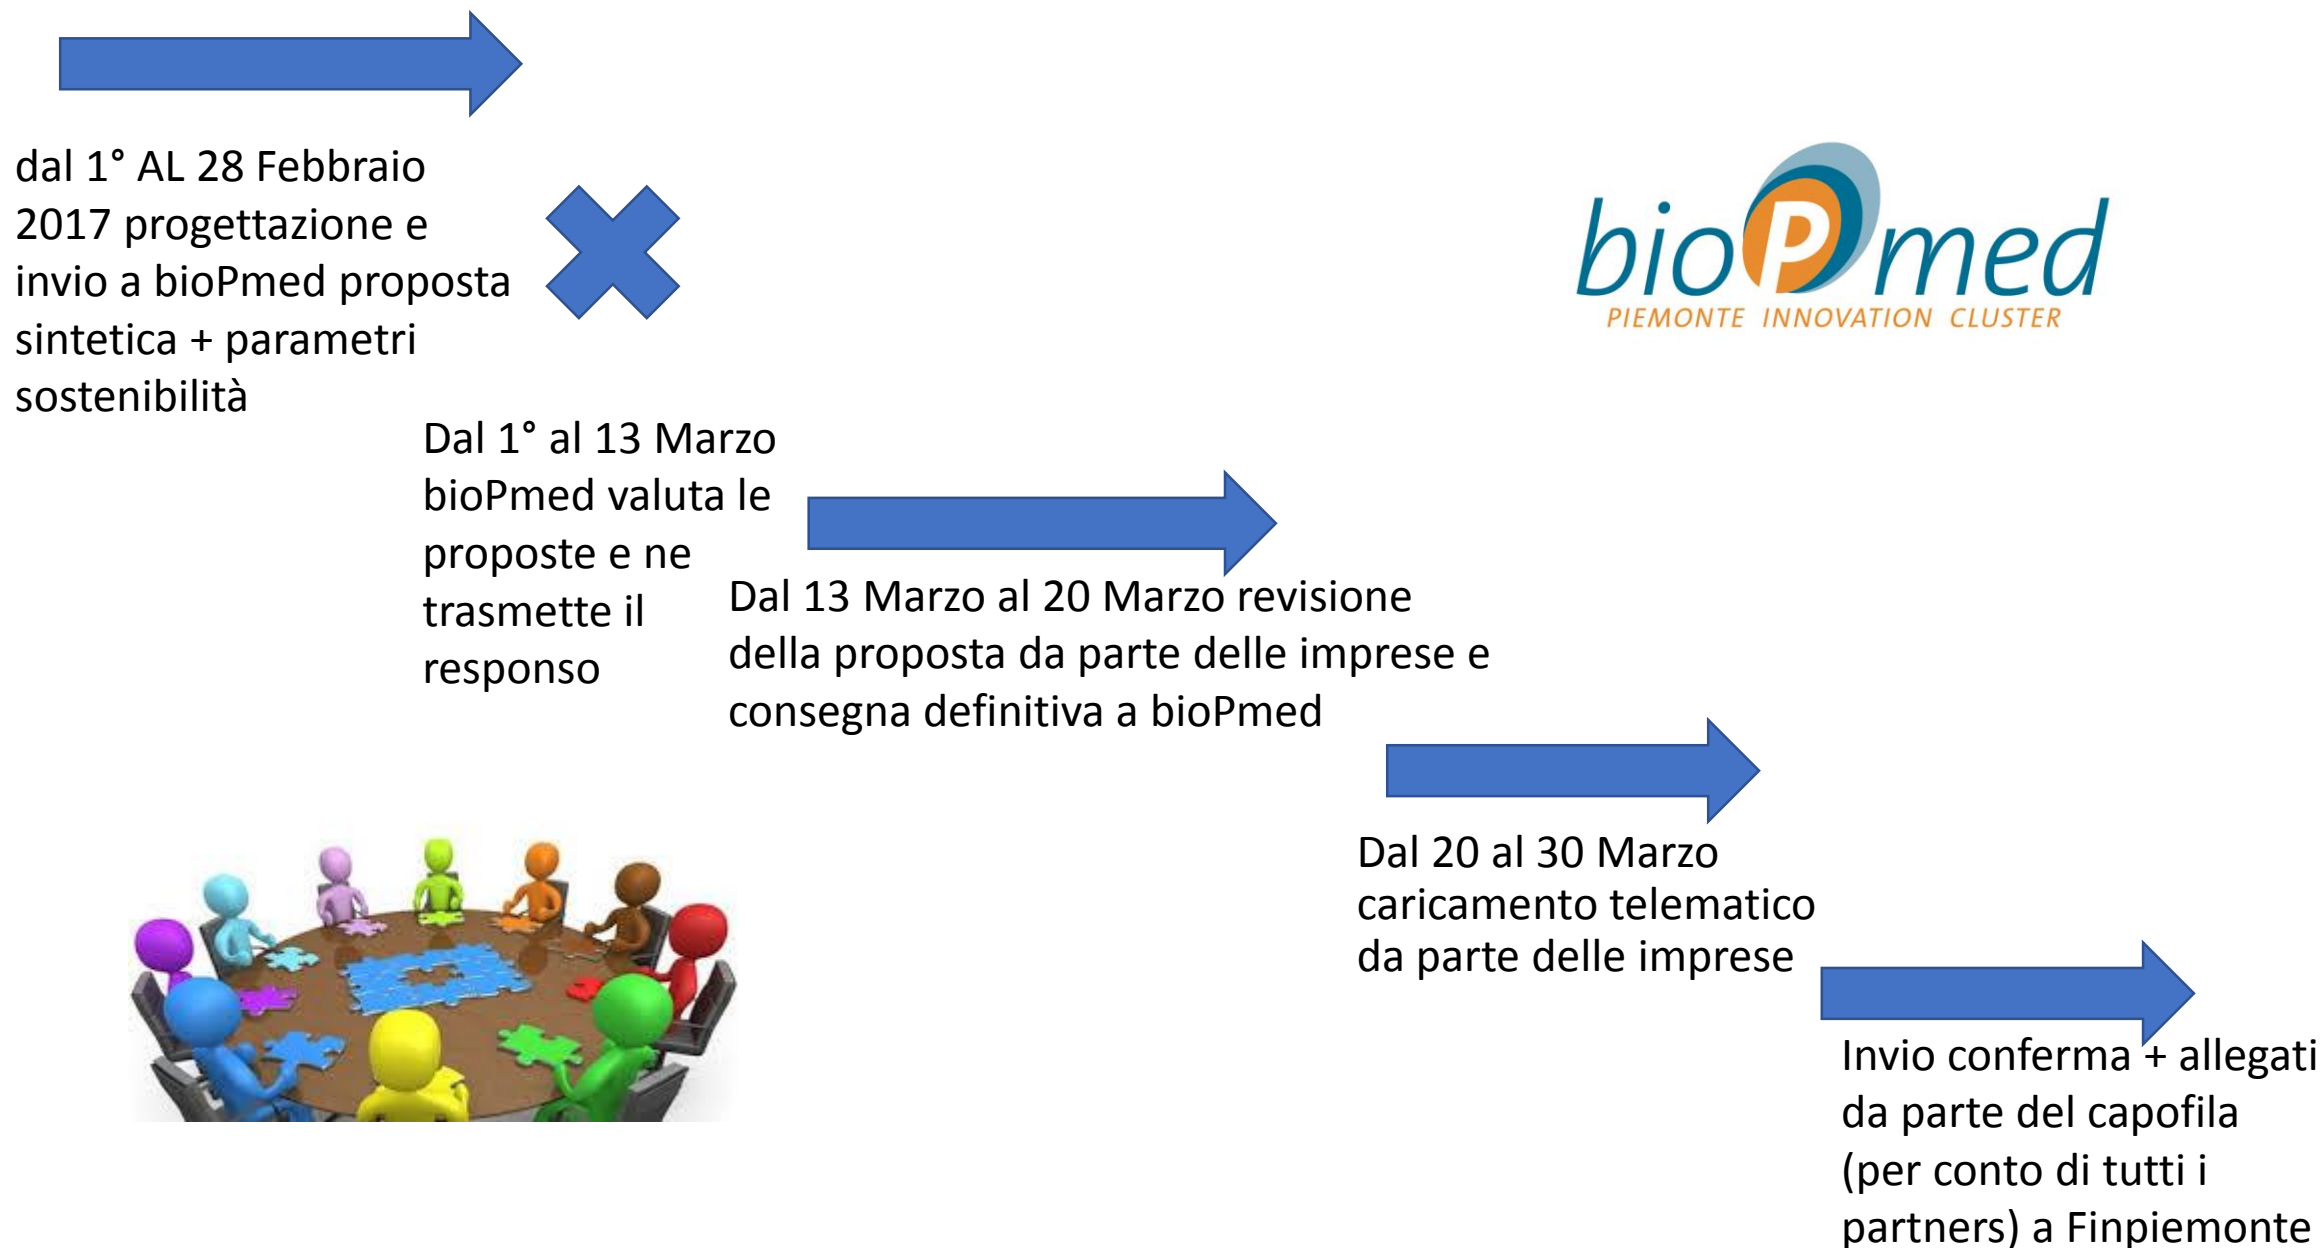 dal 1° AL 28 Febbraio
2017 progettazione e
invio a bioPmed proposta
sintetica + parametri
sostenibilità
bioPmed
PIEMONTE INNOVATION CLUSTER
Dal 1° al 13 Marzo
bioPmed valuta le
proposte e ne
trasmette il
responso
Dal 13 Marzo al 20 Marzo revisione
della proposta da parte delle imprese e
consegna definitiva a bioPmed
Dal 20 al 30 Marzo
caricamento telematico
da parte delle imprese
Invio conferma + allegati
da parte del capofila
(per conto di tutti i
partners) a Finpiemonte